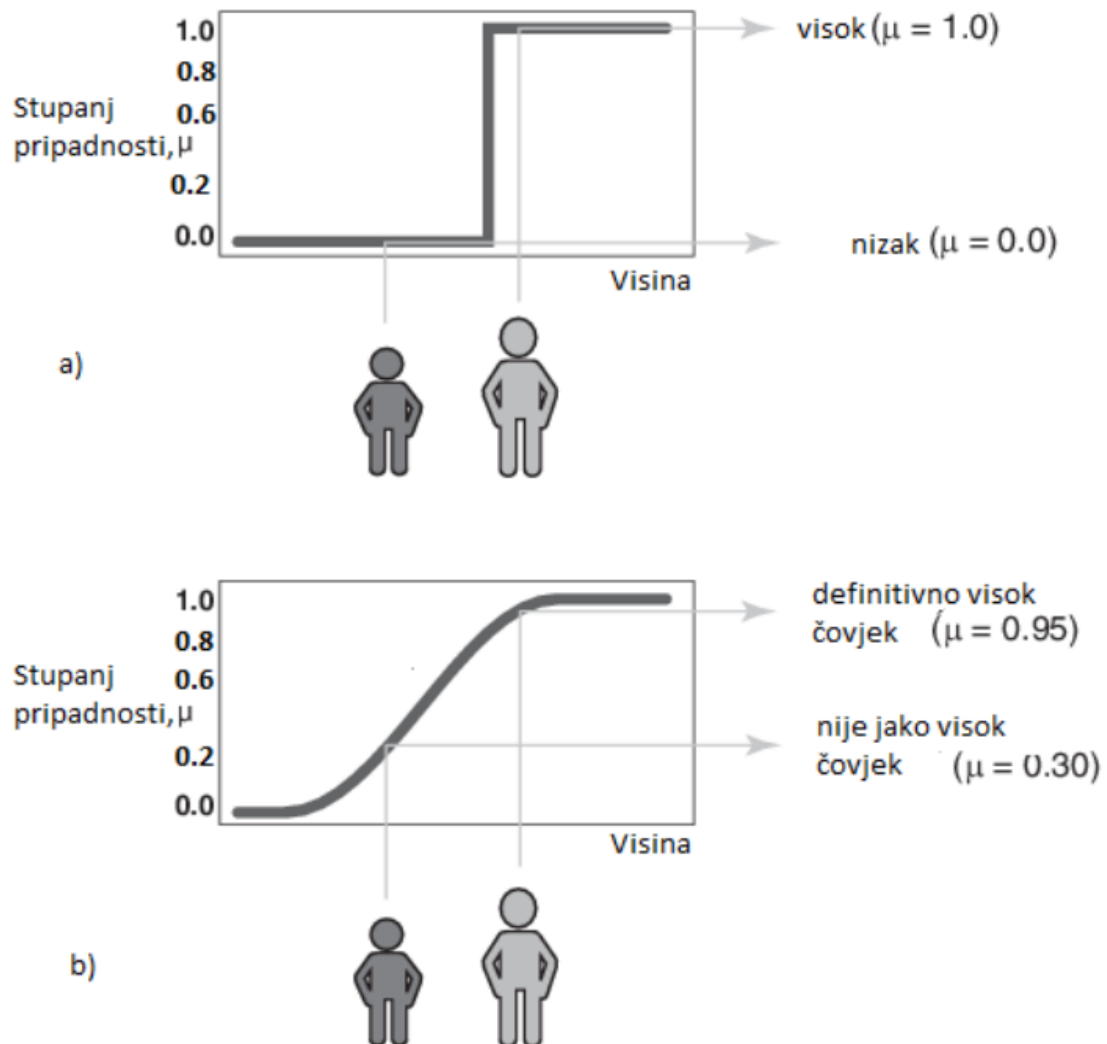 1.0
visok (μ = 1.0)
0.8
Stupanj
0.6
pripadnosti, μ
0.2
0.0
nizak (μ = 0.0)
Visina
a)
1.0
definitivno visok
čovjek (μ = 0.95)
0.8
Stupanj
0.6
pripadnosti, μ
nije jako visok
0.2
čovjek (μ = 0.30)
0.0
Visina
b)